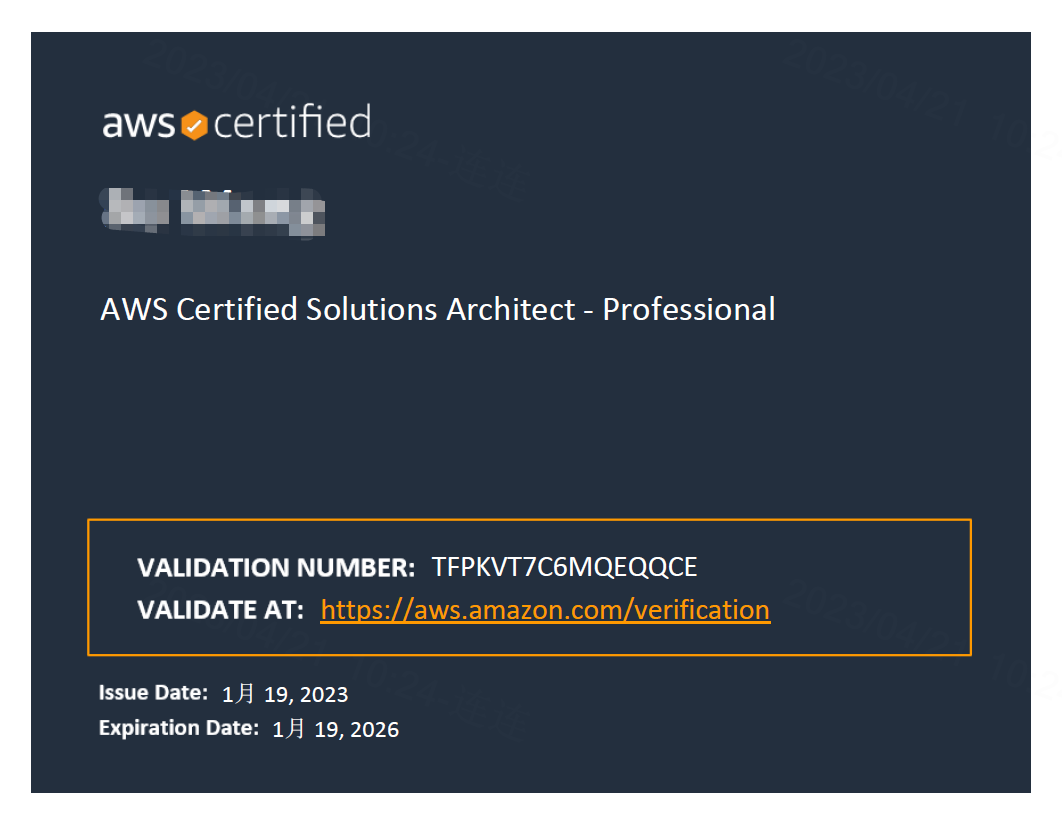 aws certified
AWS Certified Solutions Architect - Professional
VALIDATION NUMBER: TFPKVT7C6MQEQQCE
VALIDATE AT: https://aws.amazon.com/verification
Issue Date: 1月 19, 2023
Expiration Date: 1月 19, 2026